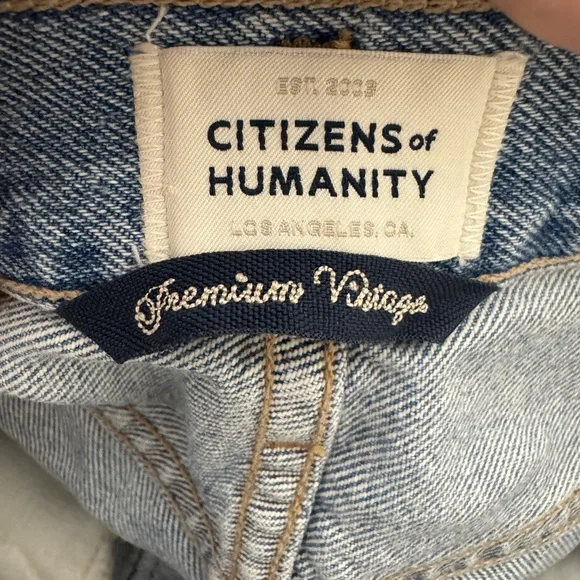 EST. 2003
CITIZENS of
HUMANITY
LOS ANGELES, CA.
Premium Vintage